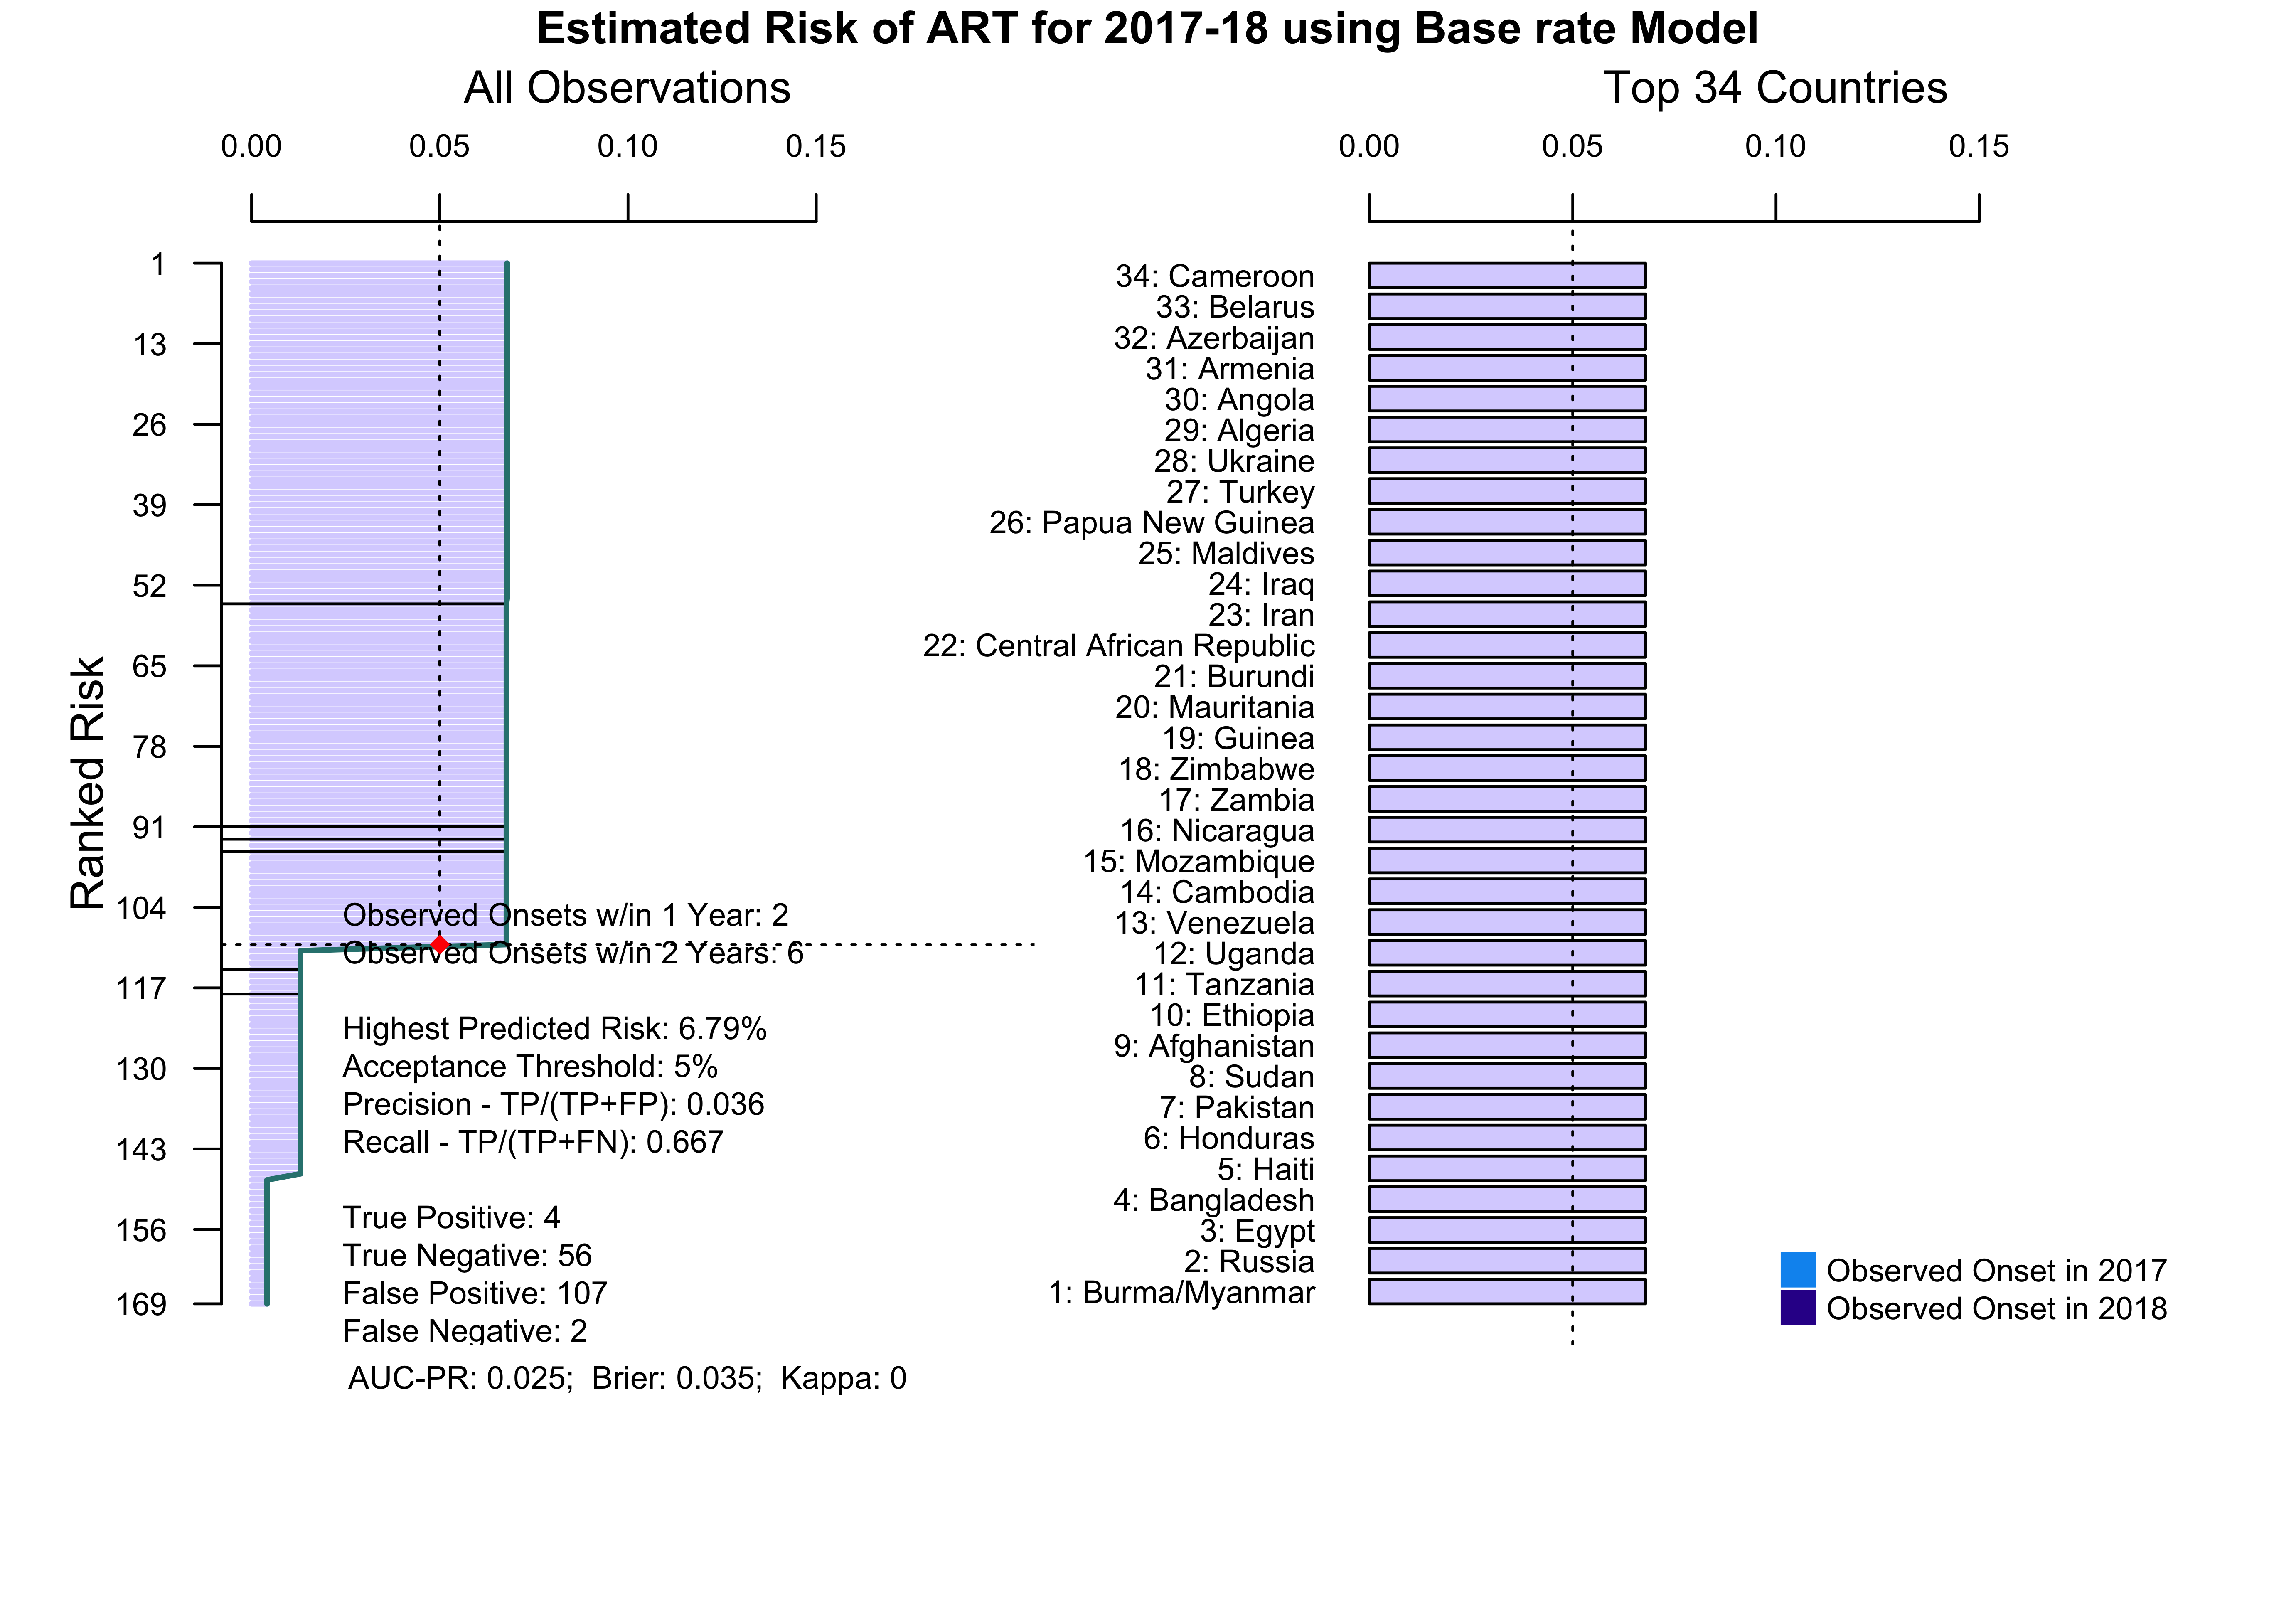 Estimated Risk of ART for 2017-18 using Base rate Model
All Observations
0.00 0.05 0.10 0.15
Ranked Risk
1
13
26
39
52
65
78
91
104
117
130
143
156
169
Observed Onsets w/in 1 Year: 2
Observed Onsets w/in 2 Years: 6
Highest Predicted Risk: 6.79%
Acceptance Threshold: 5%
Precision - TP/(TP+FP): 0.036
Recall - TP/(TP+FN): 0.667
True Positive: 4
True Negative: 56
False Positive: 107
False Negative: 2
AUC-PR: 0.025; Brier: 0.035; Kappa: 0
Top 34 Countries
0.00 0.05 0.10 0.15
34: Cameroon
33: Belarus
32: Azerbaijan
31: Armenia
30: Angola
29: Algeria
28: Ukraine
27: Turkey
26: Papua New Guinea
25: Maldives
24: Iraq
23: Iran
22: Central African Republic
21: Burundi
20: Mauritania
19: Guinea
18: Zimbabwe
17: Zambia
16: Nicaragua
15: Mozambique
14: Cambodia
13: Venezuela
12: Uganda
11: Tanzania
10: Ethiopia
9: Afghanistan
8: Sudan
7: Pakistan
6: Honduras
5: Haiti
4: Bangladesh
3: Egypt
2: Russia
1: Burma/Myanmar
Observed Onset in 2017
Observed Onset in 2018